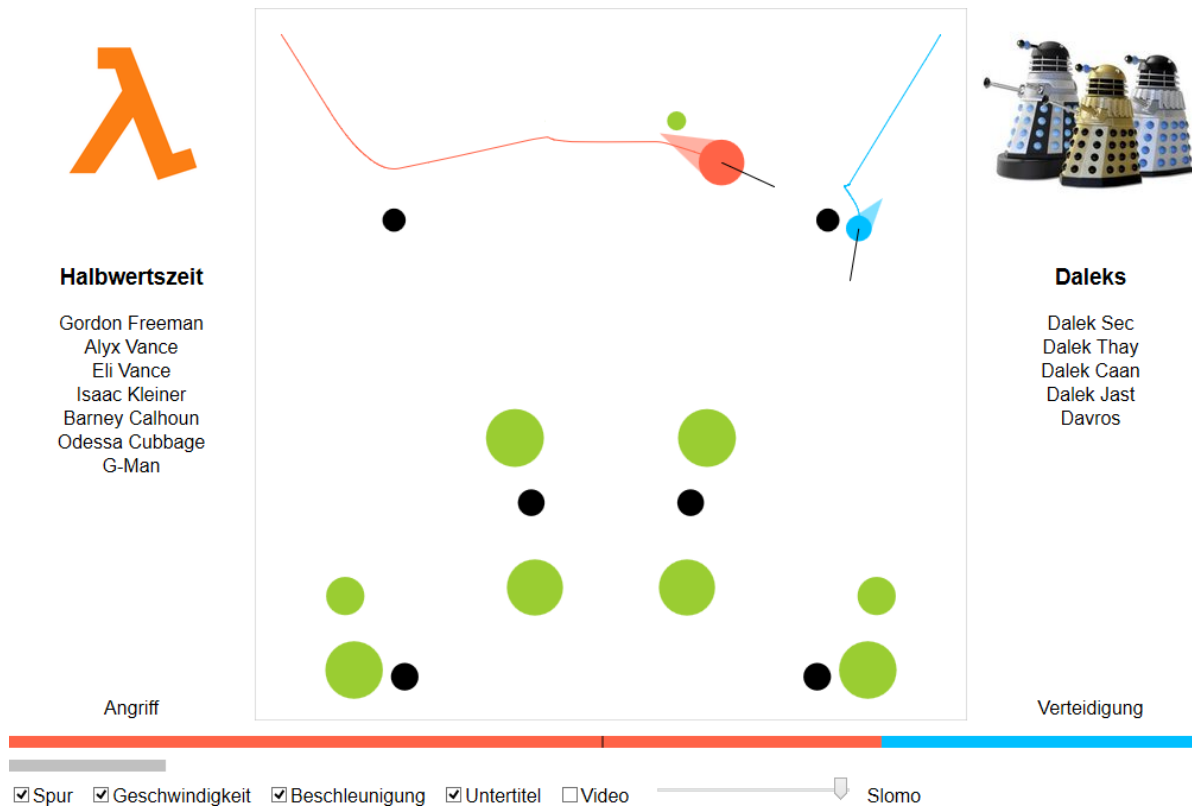 Halbwertszeit
Gordon Freeman
Alyx Vance
Eli Vance
Isaac Kleiner
Barney Calhoun
Odessa Cubbage
G-Man
Angriff
Daleks
Dalek Sec
Dalek Thay
Dalek Caan
Dalek Jast
Davros
Verteidigung
Spur Geschwindigkeit Beschleunigung Untertitel Video Slomo